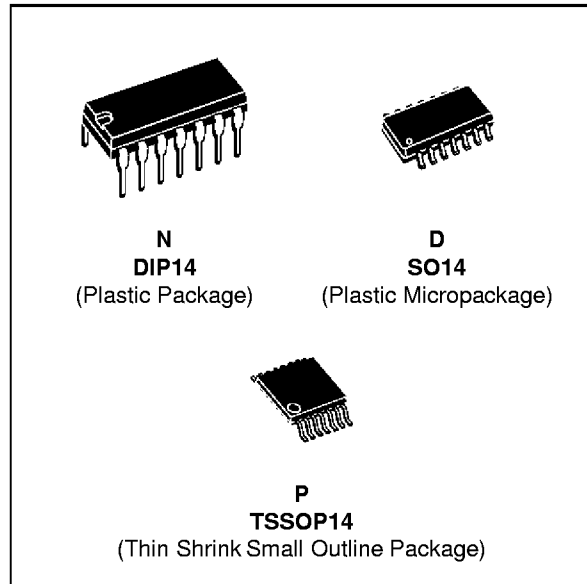 N
DIP14
(Plastic Package)
D
SO14
(Plastic Micropackage)
P
TSSOP14
(Thin Shrink Small Outline Package)